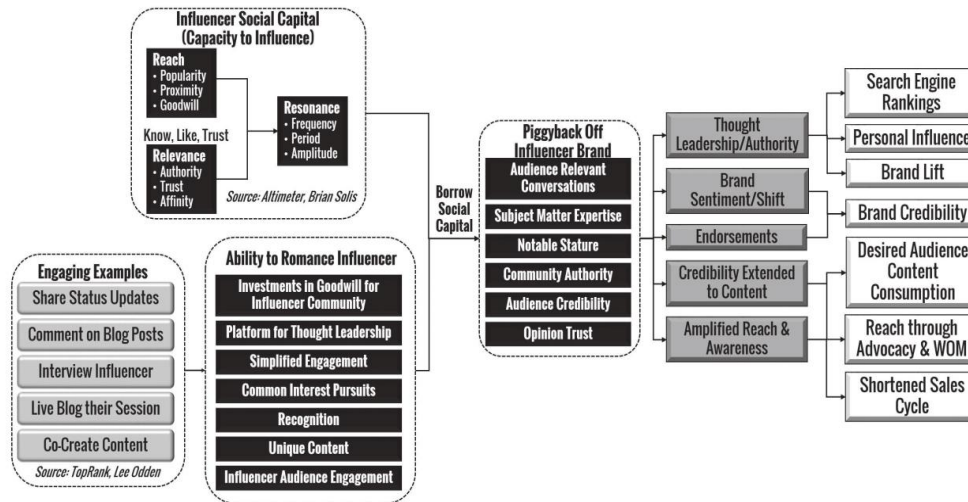 Influencer Social Capital
(Capacity to Influence)
Reach
• Popularity
• Proximity
• Goodwill
Know, Like, Trust
Relevance
• Authority
• Trust
• Affinity
Resonance
• Frequency
• Period
• Amplitude
Source: Altimeter, Brian Solis
Engaging Examples
Share Status Updates
Comment on Blog Posts
Interview Influencer
Live Blog their Session
Co-Create Content
Source: TopRank, Lee Odden
Ability to Romance Influencer
Investments in Goodwill for
Influencer Community
Platform for Thought Leadership
Simplified Engagement
Common Interest Pursuits
Recognition
Unique Content
Influencer Audience Engagement
Borrow
Social
Capital
Piggyback Off
Influencer Brand
Audience Relevant
Conversations
Subject Matter Expertise
Notable Stature
Community Authority
Audience Credibility
Opinion Trust
Thought
Leadership/Authority
Brand
Sentiment/Shift
Endorsements
Credibility Extended
to Content
Amplified Reach &
Awareness
Search Engine
Rankings
Personal Influence
Brand Lift
Brand Credibility
Desired Audience
Content
Consumption
Reach through
Advocacy & WOM
Shortened Sales
Cycle